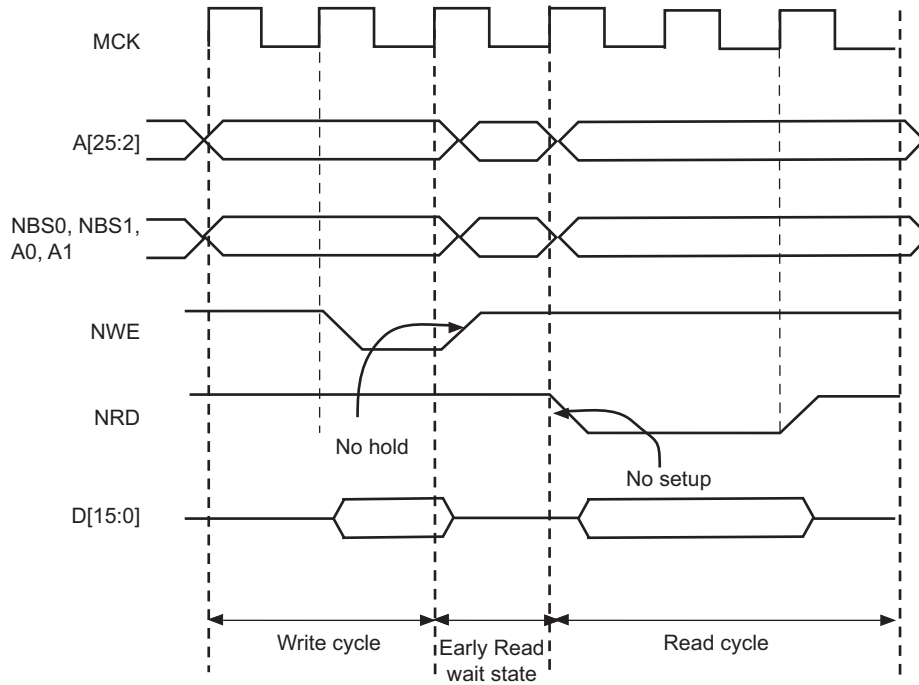 MCK
A[25:2]
NBS0, NBS1,
A0, A1
NWE
NRD
No hold
No setup
D[15:0]
Write cycle
Early Read
wait state
Read cycle